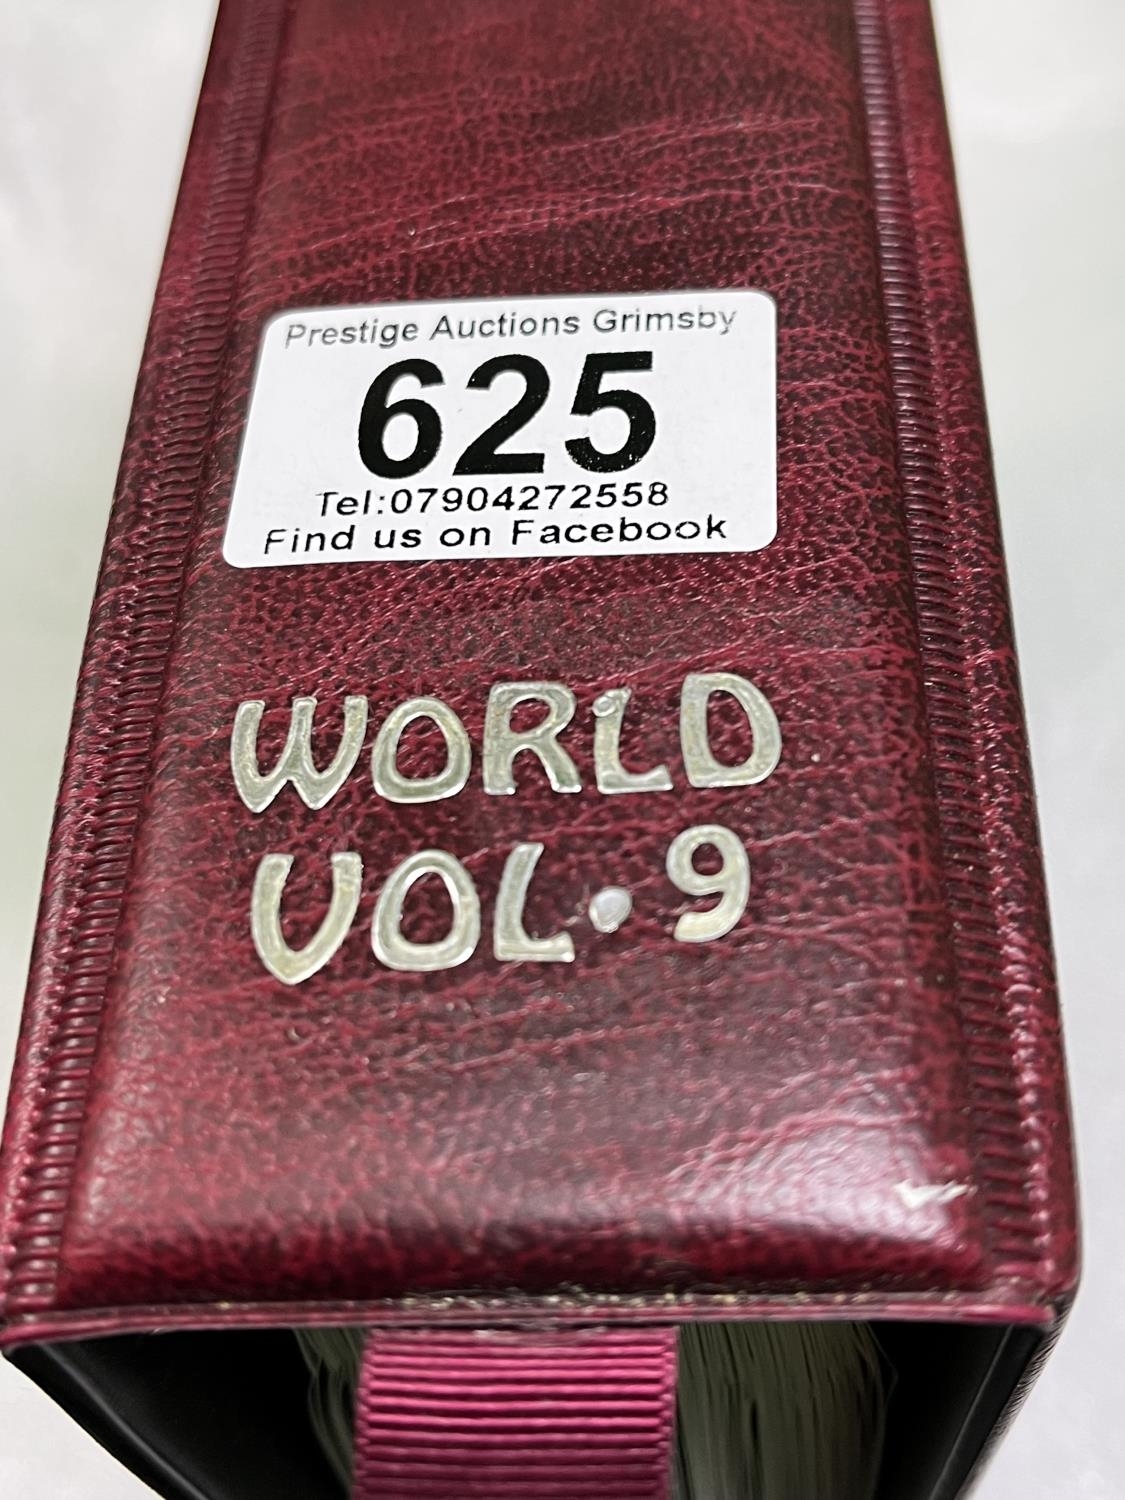 Prestige Auctions Grimsby
625
Tel:07904272558
Find us on Facebook
WORLD
VOL.9